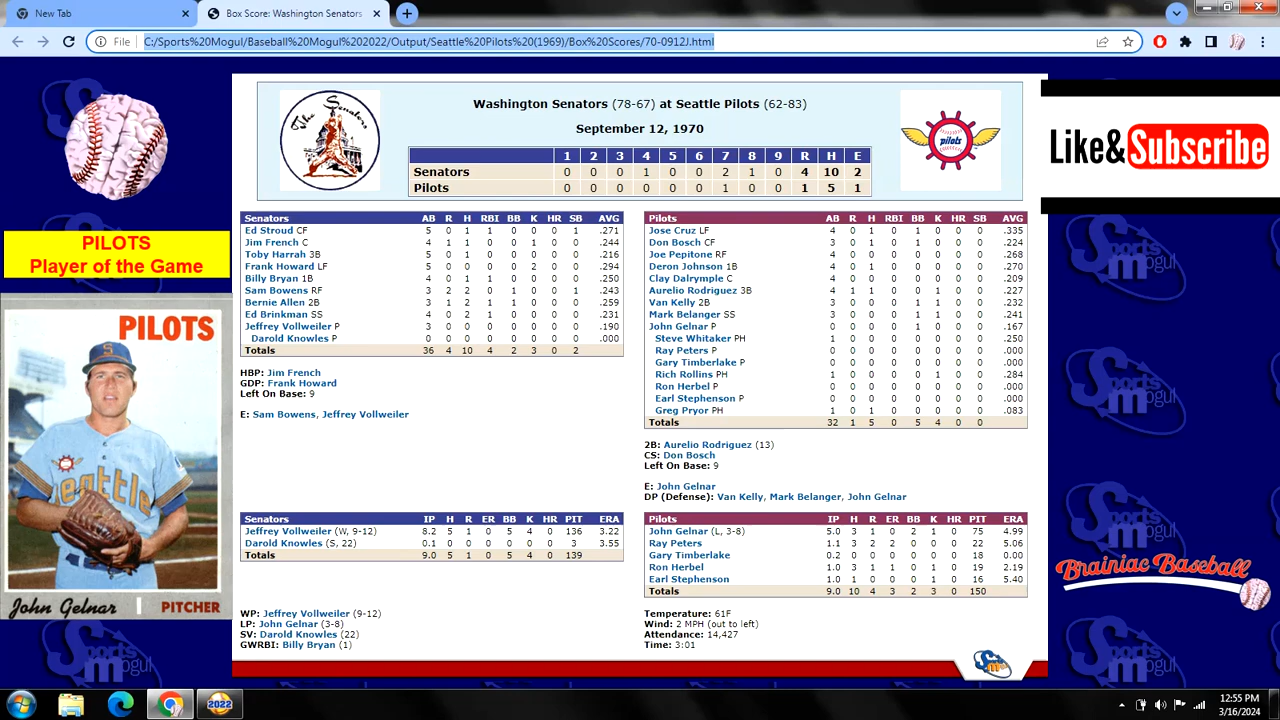 New Tab
Box Score: Washington Senators
File C:/Sports%20Mogul/Baseball%20Mogul%202022/Output/Seattle%20Pilots%20(1969)/Box%20Scores/70-0912J.html
Washington Senators (78-67) at Seattle Pilots (62-83)
September 12, 1970
1 2 3 4 5 6 7 8 9 R H E
Senators 0 0 0 1 0 0 2 1 0 4 10 2
Pilots 0 0 0 0 0 0 1 0 0 1 5 1
The Senators
pilots
Like&Subscribe
PILOTS
Player of the Game
PILOTS
Seattle
John Gelnar PITCHER
Senators AB R H RBI BB K HR SB AVG
Ed Stroud CF 5 0 1 1 0 0 0 1 .271
Jim French C 4 1 1 0 0 1 0 0 .244
Toby Harrah 3B 5 0 1 0 0 0 0 0 .216
Frank Howard LF 5 0 0 0 0 2 0 0 .294
Billy Bryan 1B 4 0 1 1 0 0 0 0 .250
Sam Bowens RF 3 2 2 0 1 0 0 1 .243
Bernie Allen 2B 3 1 2 1 1 0 0 0 .259
Ed Brinkman SS 4 0 2 1 0 0 0 0 .231
Jeffrey Vollweiler P 3 0 0 0 0 0 0 0 .190
Darold Knowles P 0 0 0 0 0 0 0 0 .000
Totals 36 4 10 4 2 3 0 2
HBP: Jim French
GDP: Frank Howard
Left On Base: 9
E: Sam Bowens, Jeffrey Vollweiler
Pilots AB R H RBI BB K HR SB AVG
Jose Cruz LF 4 0 1 0 1 0 0 0 .335
Don Bosch CF 3 0 1 0 1 0 0 0 .224
Joe Pepitone RF 4 0 0 0 0 0 0 0 .268
Deron Johnson 1B 4 0 1 0 0 1 0 0 .270
Clay Dalrymple C 4 0 0 0 0 0 0 0 .209
Aurelio Rodriguez 3B 4 1 1 0 0 1 0 0 .227
Van Kelly 2B 3 0 0 0 1 1 0 0 .232
Mark Belanger SS 3 0 0 0 1 0 0 0 .241
John Gelnar P 0 0 0 0 1 0 0 0 .167
Steve Whitaker PH 1 0 0 0 0 0 0 0 .250
Ray Peters P 0 0 0 0 0 0 0 0 .000
Gary Timberlake P 0 0 0 0 0 0 0 0 .000
Rich Rollins PH 1 0 0 0 0 1 0 0 .284
Ron Herbel P 0 0 0 0 0 0 0 0 .000
Earl Stephenson P 0 0 0 0 0 0 0 0 .000
Greg Pryor PH 1 0 1 0 0 0 0 0 .083
Totals 32 1 5 0 5 4 0 0
2B: Aurelio Rodriguez (13)
CS: Don Bosch
Left On Base: 9
E: John Gelnar
DP (Defense): Van Kelly, Mark Belanger, John Gelnar
Senators IP H R ER BB K HR PIT ERA
Jeffrey Vollweiler (W, 9-12) 8.2 5 1 0 5 4 0 136 3.22
Darold Knowles (S, 22) 0.1 0 0 0 0 0 0 3 3.55
Totals 9.0 5 1 0 5 4 0 139
Pilots IP H R ER BB K HR PIT ERA
John Gelnar (L, 3-8) 5.0 3 1 0 2 1 0 75 4.99
Ray Peters 1.1 3 2 2 0 0 0 22 5.06
Gary Timberlake 0.2 0 0 0 0 1 0 18 0.00
Ron Herbel 1.0 3 1 1 0 0 0 19 2.19
Earl Stephenson 1.0 1 0 0 0 1 0 16 5.40
Totals 9.0 10 4 3 2 3 0 150
WP: Jeffrey Vollweiler (9-12)
LP: John Gelnar (3-8)
SV: Darold Knowles (22)
GWRBI: Billy Bryan (1)
Temperature: 61F
Wind: 2 MPH (out to left)
Attendance: 14,427
Time: 3:01
Brainiac Baseball
Sports Mogul
2022
12:55 PM
3/16/2024